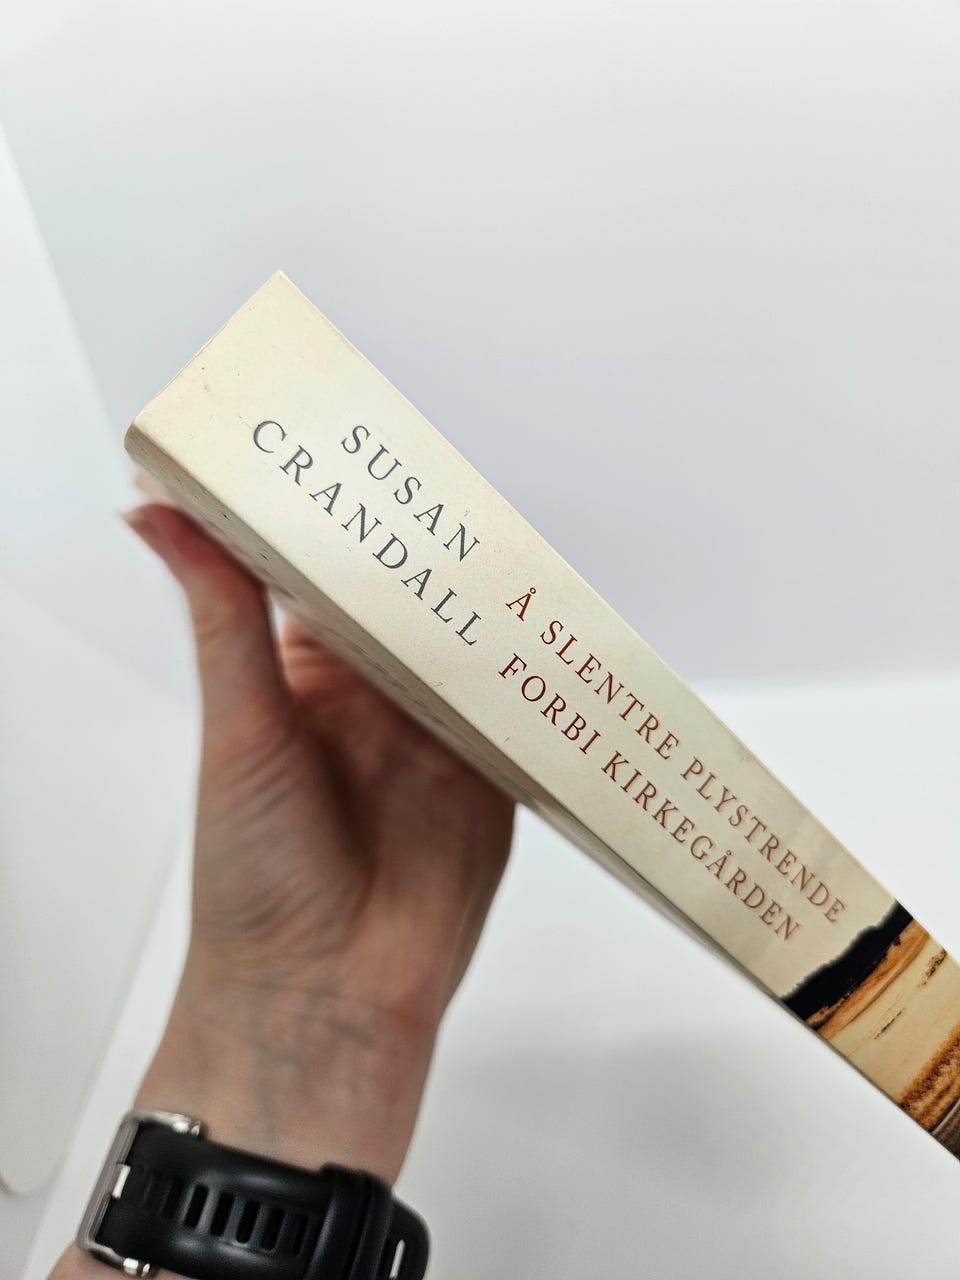 SUSAN
CRANDALL
Å SLENTRE PLYSTRENDE
FORBI KIRKEGÅRDEN